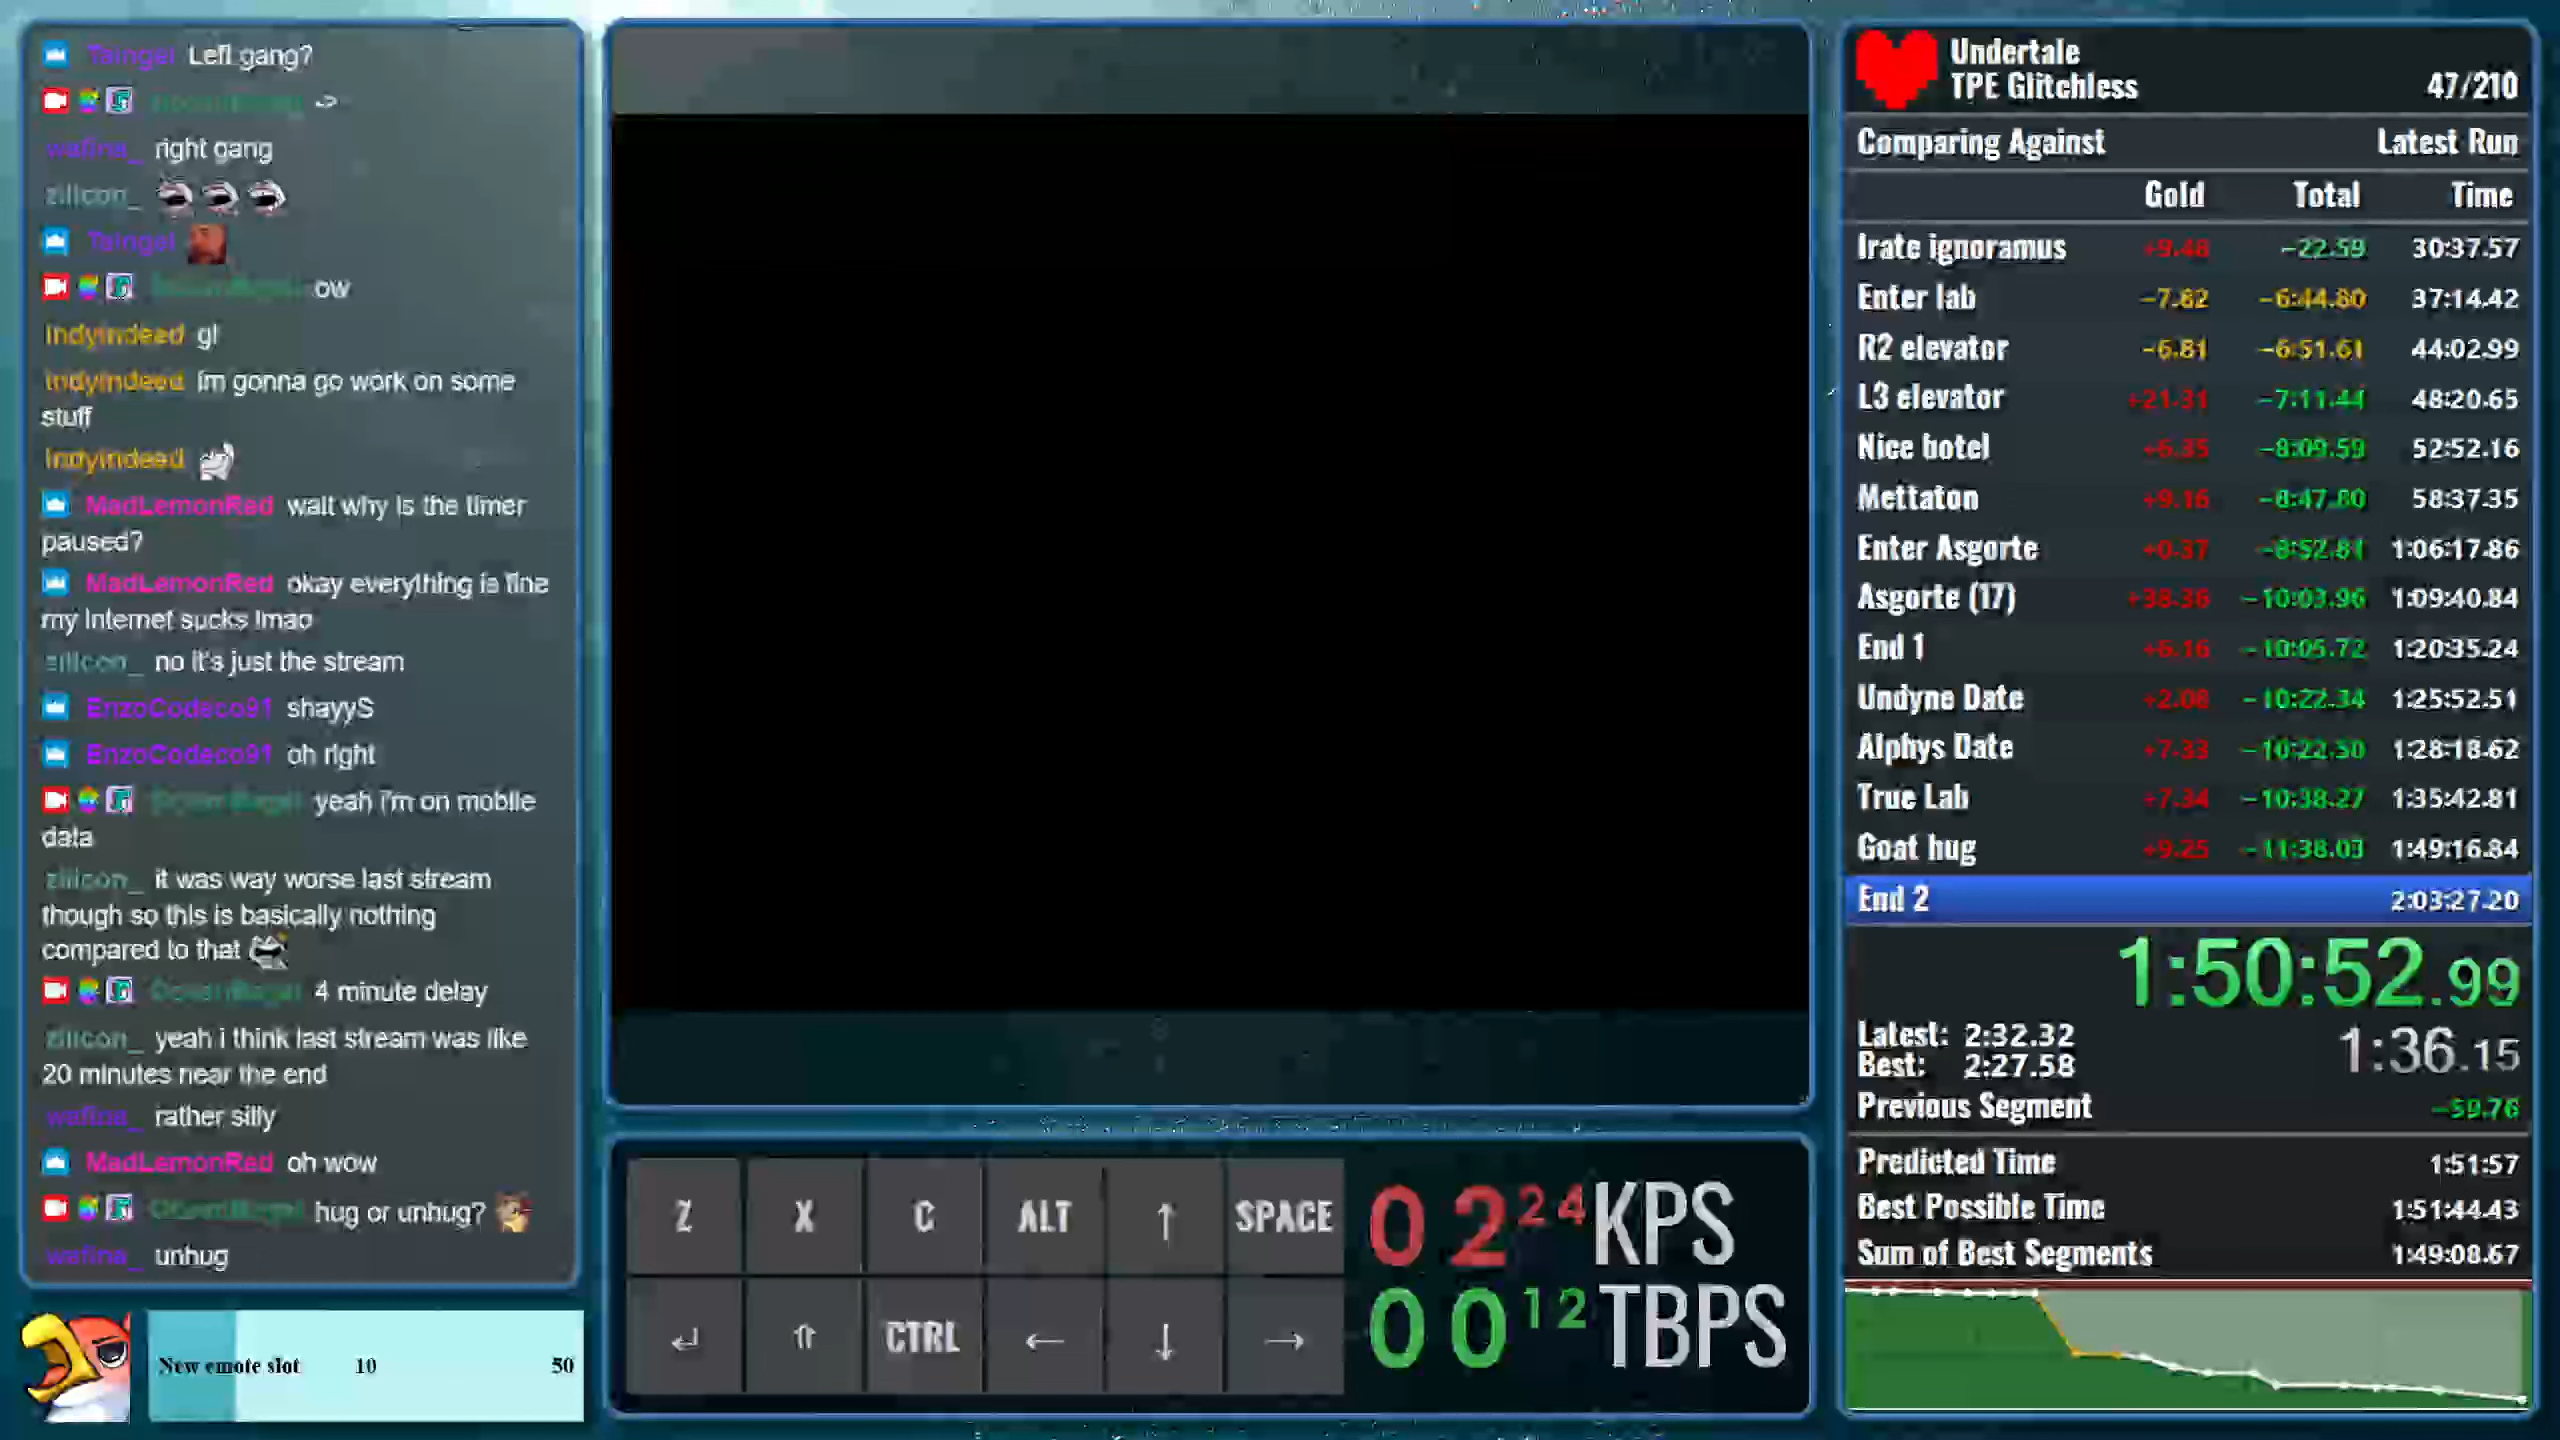 Taingel Left gang?
->
wafina_ right gang
zillcon_
Taingel
ow
IndyIndeed gl
IndyIndeed im gonna go work on some
stuff
IndyIndeed
MadLemonRed wait why is the timer
paused?
MadLemonRed okay everything is fine
my internet sucks lmao
zillcon_ no it's just the stream
EnzoCodeco91 shayyS
EnzoCodeco91 oh right
yeah i'm on mobile
data
zillcon_ it was way worse last stream
though so this is basically nothing
compared to that
4 minute delay
zillcon_ yeah i think last stream was like
20 minutes near the end
wafina_ rather silly
MadLemonRed oh wow
hug or unhug?
wafina_ unhug
New emote slot 10 50
Z X C ALT ↑ SPACE
↵ ⇧ CTRL ← ↓ →
02 24 KPS
00 12 TBPS
Undertale
TPE Glitchless 47/210
Comparing Against Latest Run
Gold Total Time
Irate ignoramus +9.48 -22.59 30:37.57
Enter lab -7.82 -6:44.80 37:14.42
R2 elevator -6.81 -6:51.61 44:02.99
L3 elevator +21.31 -7:11.44 48:20.65
Nice botel +6.35 -8:09.59 52:52.16
Mettaton +9.16 -8:47.80 58:37.35
Enter Asgorte +0.37 -8:52.81 1:06:17.86
Asgorte (17) +38.36 -10:03.96 1:09:40.84
End 1 +6.16 -10:05.72 1:20:35.24
Undyne Date +2.08 -10:22.34 1:25:52.51
Alphys Date +7.33 -10:22.50 1:28:18.62
True Lab +7.34 -10:38.27 1:35:42.81
Goat hug +9.25 -11:38.03 1:49:16.84
End 2 2:03:27.20
1:50:52.99
Latest: 2:32.32
Best: 2:27.58
1:36.15
Previous Segment -59.76
Predicted Time 1:51:57
Best Possible Time 1:51:44.43
Sum of Best Segments 1:49:08.67